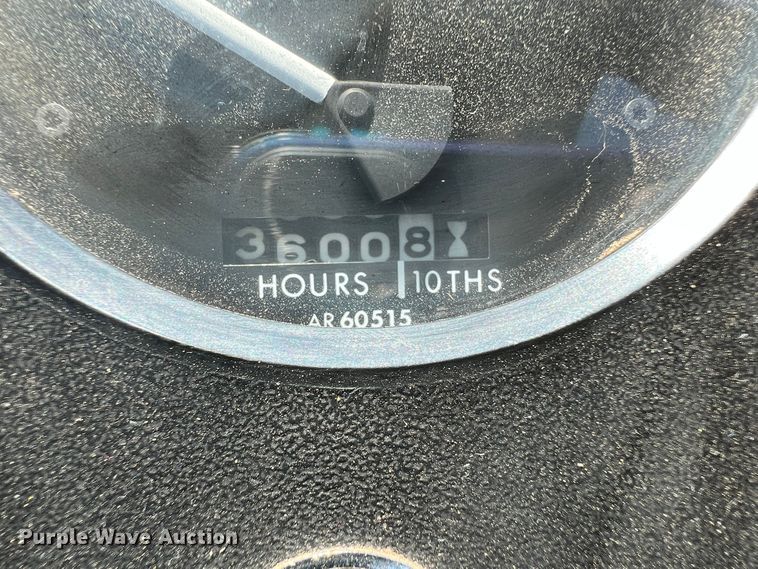 36008
HOURS 10THS
AR60515
Purple Wave Auction